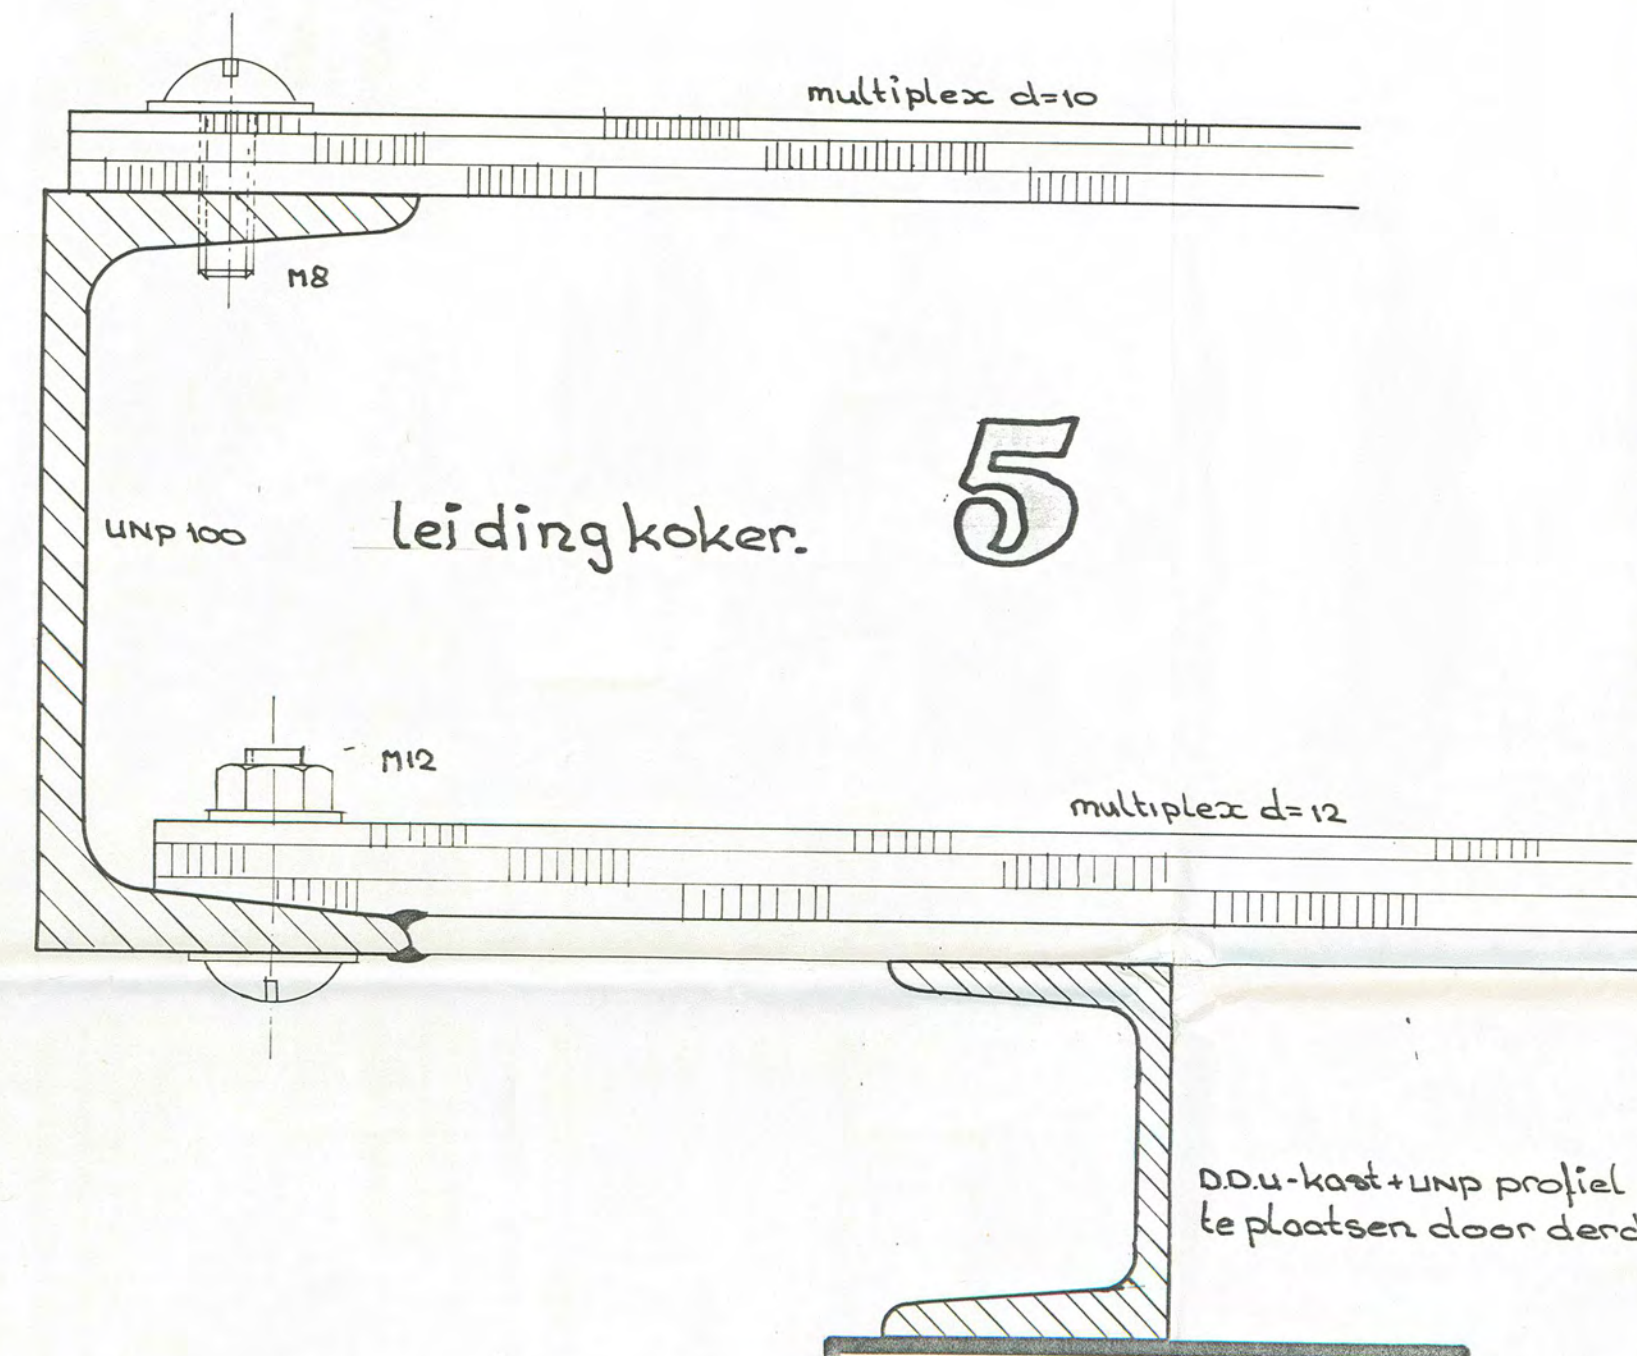 multiplex d=10
M8
5
UNP 100
leidingkoker.
M12
multiplex d=12
D.D.U-kast+UNP profiel
te plaatsen door derd